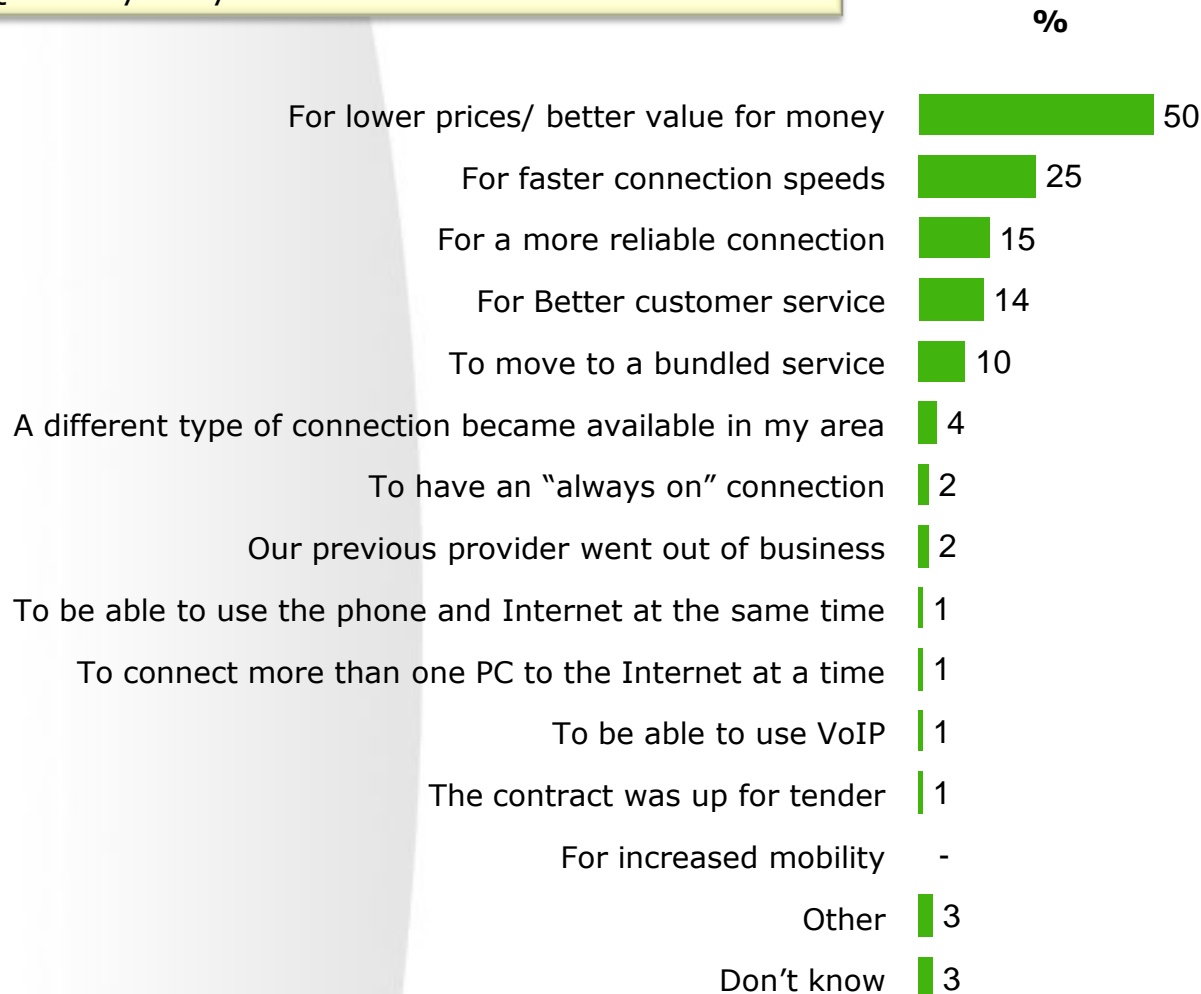 %
For lower prices/ better value for money 50
For faster connection speeds 25
For a more reliable connection 15
For Better customer service 14
To move to a bundled service 10
A different type of connection became available in my area 4
To have an “always on” connection 2
Our previous provider went out of business 2
To be able to use the phone and Internet at the same time 1
To connect more than one PC to the Internet at a time 1
To be able to use VoIP 1
The contract was up for tender 1
For increased mobility -
Other 3
Don’t know 3